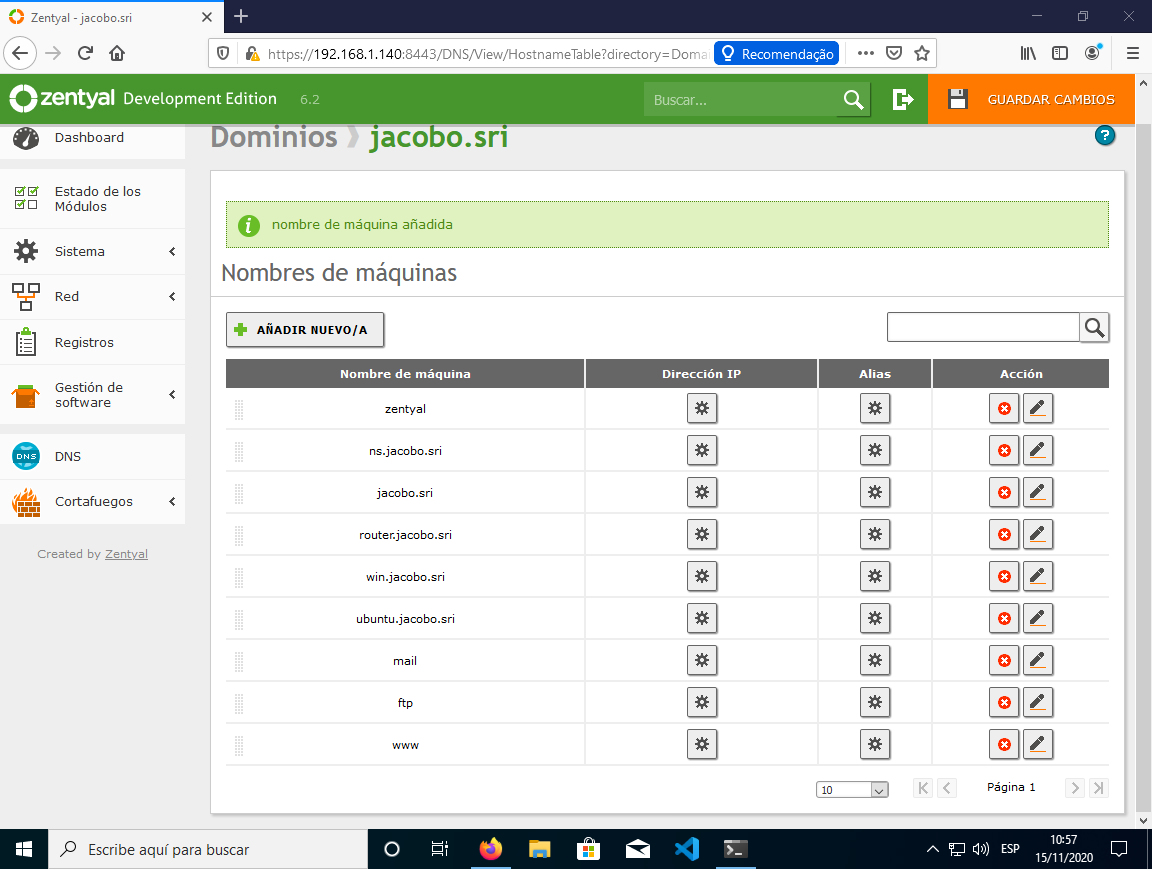 Zentyal - jacobo.sri
https://192.168.1.140:8443/DNS/View/HostnameTable?directory=Doma
Recomendação
zentyal Development Edition 6.2
Buscar...
GUARDAR CAMBIOS
Dashboard
Estado de los
Módulos
Sistema
Red
Registros
Gestión de
software
DNS
DNS
Cortafuegos
Created by Zentyal
Dominios jacobo.sri
?
i
nombre de máquina añadida
Nombres de máquinas
AÑADIR NUEVO/A
Nombre de máquina Dirección IP Alias Acción
zentyal
ns.jacobo.sri
jacobo.sri
router.jacobo.sri
win.jacobo.sri
ubuntu.jacobo.sri
mail
ftp
www
10
Página 1
Escribe aquí para buscar
ESP
10:57
15/11/2020